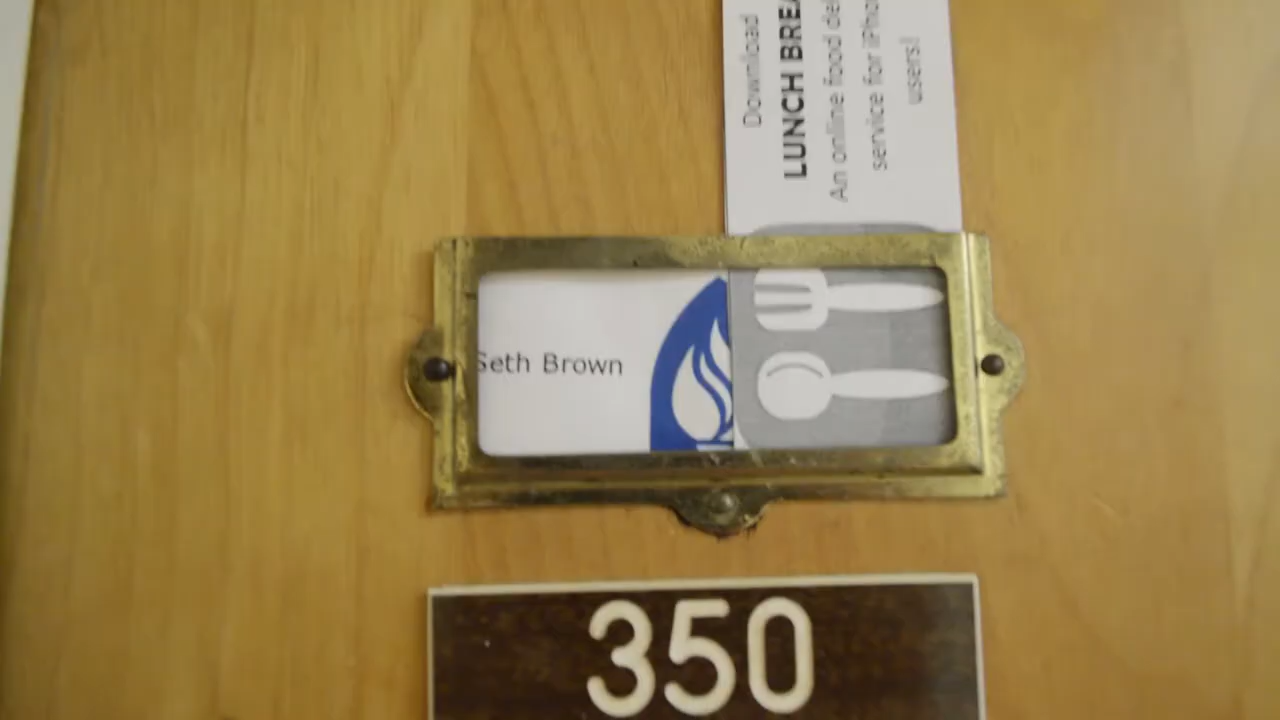 Download
LUNCH BREA
An online food de
service for iPho
users!
Seth Brown
350